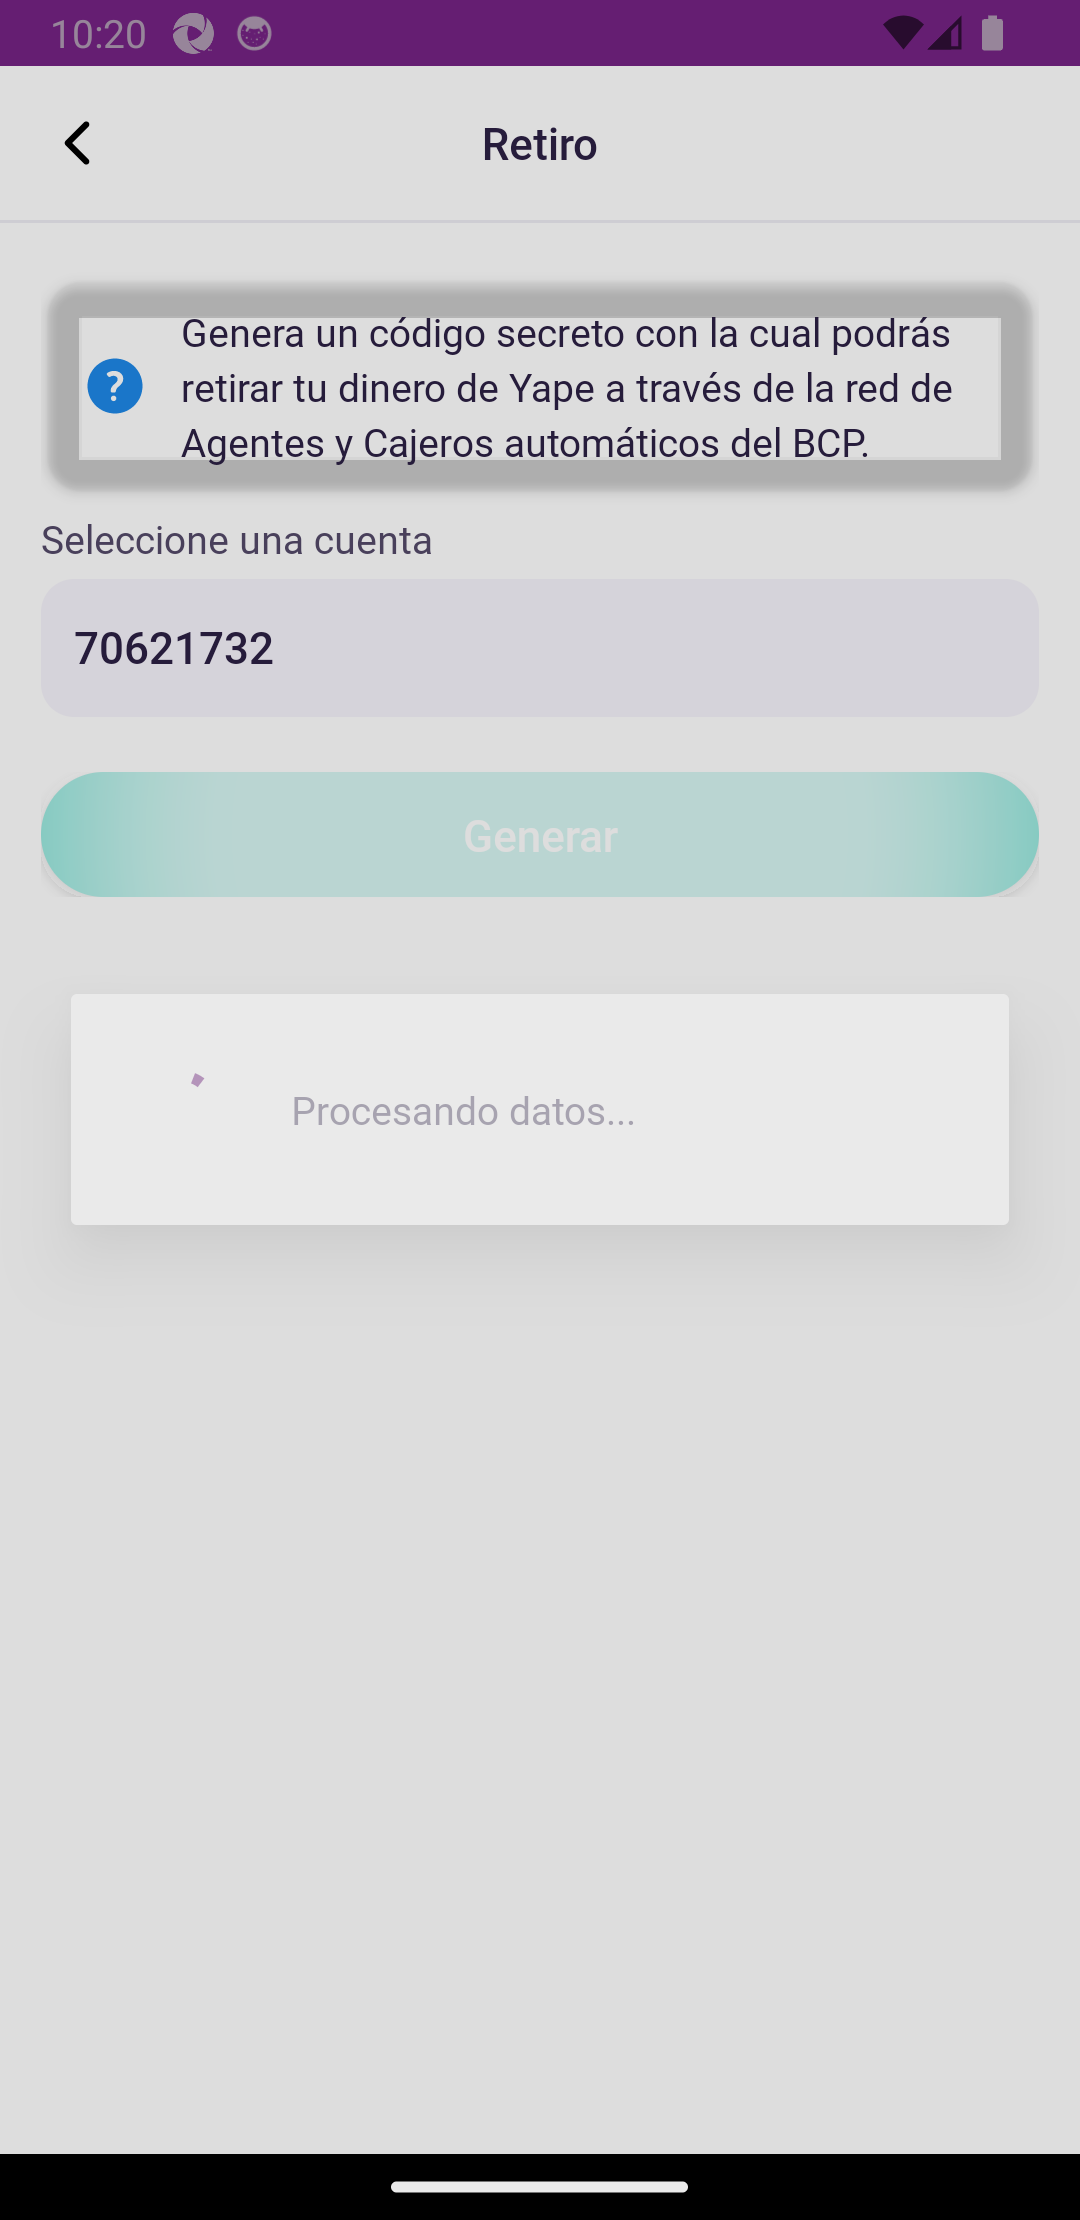 10:20
Retiro
Genera un código secreto con la cual podrás
retirar tu dinero de Yape a través de la red de
Agentes y Cajeros automáticos del BCP.
Seleccione una cuenta
70621732
Generar
Procesando datos...